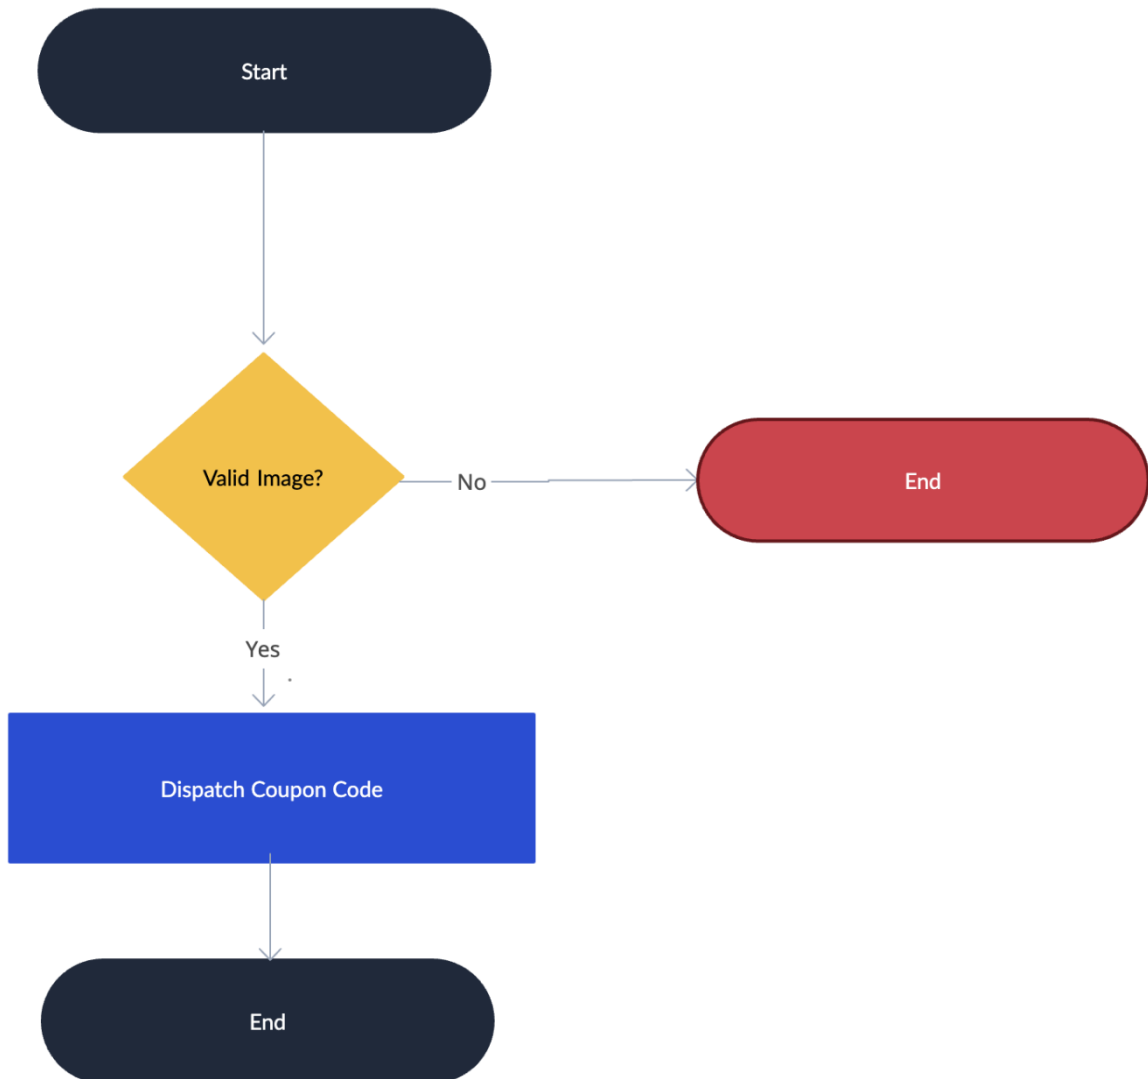 Start
Valid Image?
No
End
Yes
Dispatch Coupon Code
End